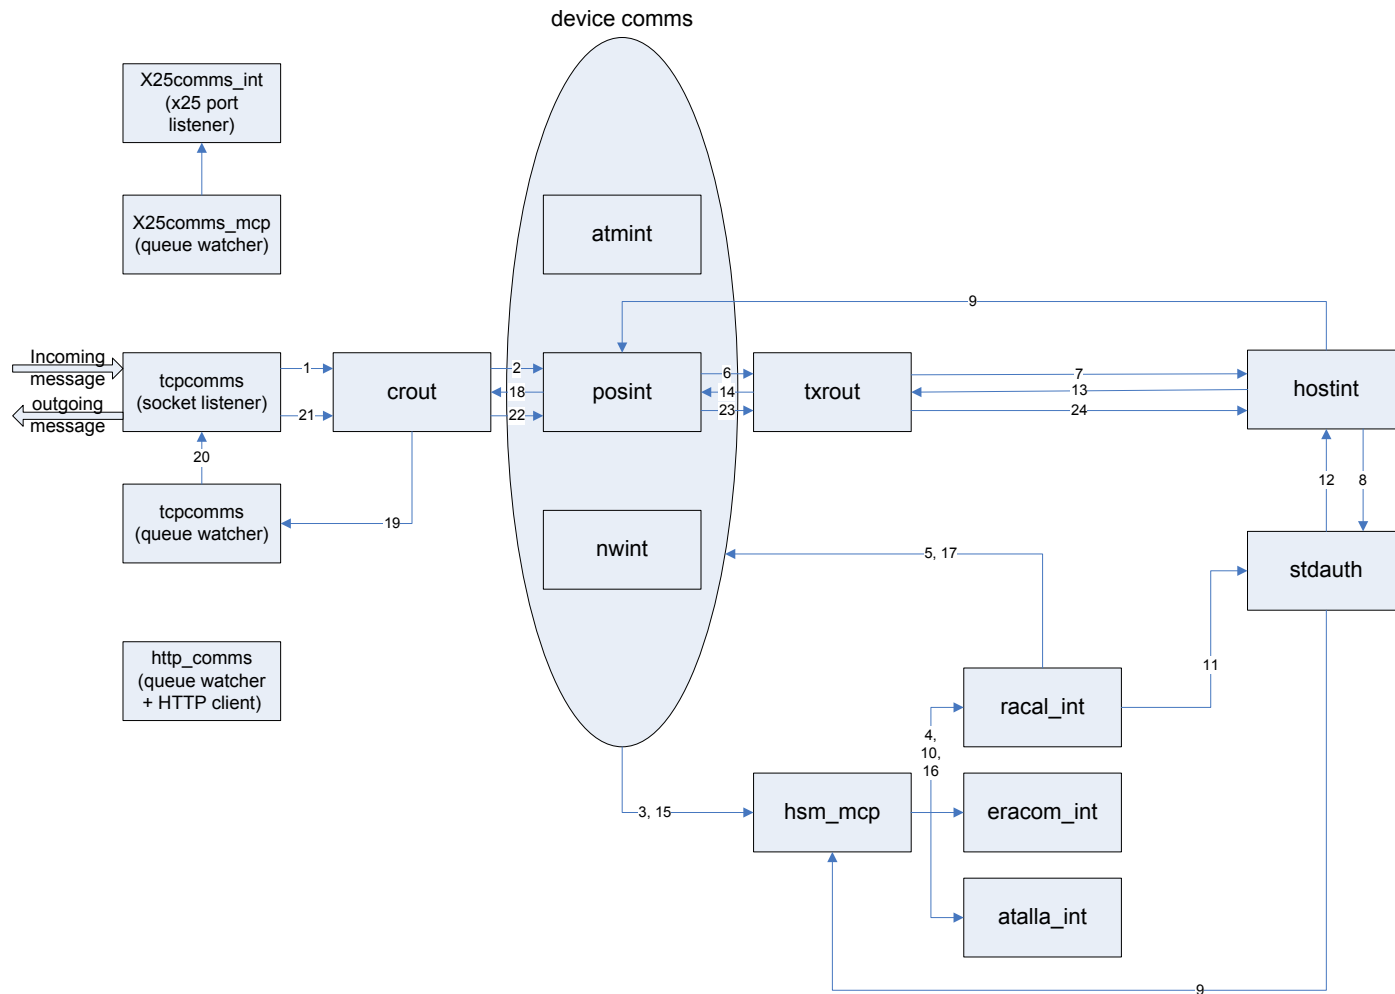 device comms
X25comms_int
(x25 port
listener)
X25comms_mcp
(queue watcher)
atmint
9
Incoming
message
outgoing
message
tcpcomms
(socket listener)
1
21
crout
2
18
22
posint
6
14
23
txrout
7
13
24
hostint
20
12
8
tcpcomms
(queue watcher)
19
nwint
5, 17
stdauth
http_comms
(queue watcher
+ HTTP client)
11
racal_int
4,
10,
16
3, 15
hsm_mcp
eracom_int
atalla_int
9